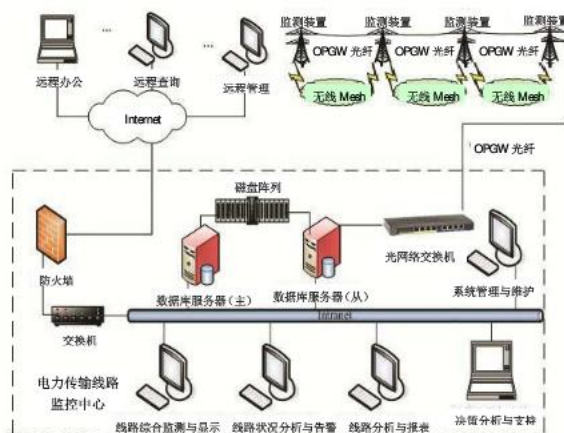 监测装置 监测装置 监测装置 监测装置
OPGW 光纤 OPGW 光纤 OPGW 光纤
无线 Mesh 无线 Mesh 无线 Mesh
... ...
远程办公 远程查询 远程管理
Internet
OPGW 光纤
磁盘阵列
防火墙
光网络交换机
系统管理与维护
数据库服务器(主) 数据库服务器(从)
Intranet
交换机
电力传输线路
监控中心
线路综合监测与显示 线路状况分析与告警 线路分析与报表 决策分析与支持